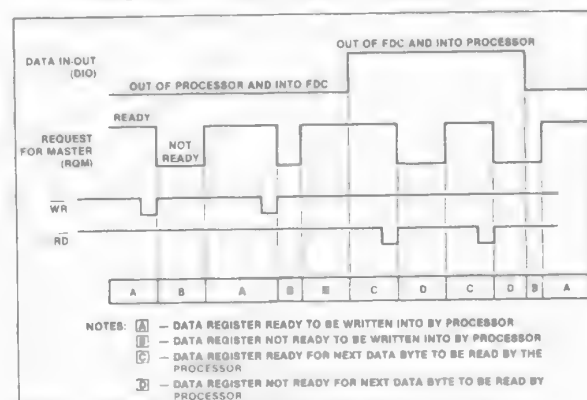 OUT OF FDC AND INTO PROCESSOR
DATA IN-OUT
(DIO)
OUT OF PROCESSOR AND INTO FDC
READY
REQUEST
FOR MASTER
(RQM)
NOT
READY
WR
RD
A B A B C D C D B A
NOTES: A — DATA REGISTER READY TO BE WRITTEN INTO BY PROCESSOR
B — DATA REGISTER NOT READY TO BE WRITTEN INTO BY PROCESSOR
C — DATA REGISTER READY FOR NEXT DATA BYTE TO BE READ BY THE
PROCESSOR
D — DATA REGISTER NOT READY FOR NEXT DATA BYTE TO BE READ BY
PROCESSOR